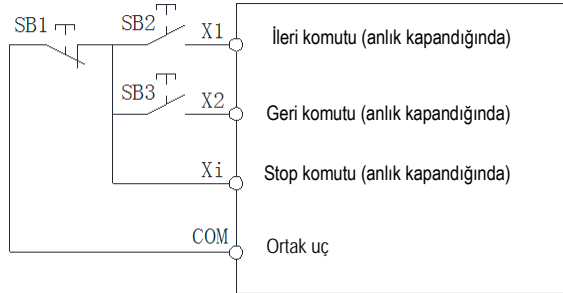 SB1 SB2 X1 İleri komutu (anlık kapandığında)
SB3 X2 Geri komutu (anlık kapandığında)
Xi Stop komutu (anlık kapandığında)
COM Ortak uç